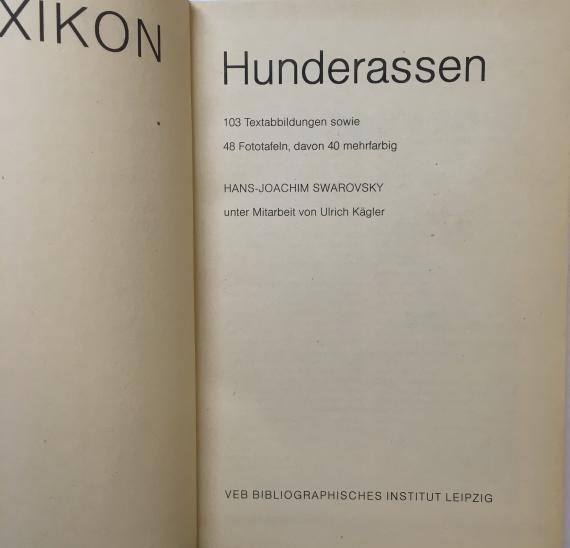 XIKON
Hunderassen
103 Textabbildungen sowie
48 Fototafeln, davon 40 mehrfarbig
HANS-JOACHIM SWAROVSKY
unter Mitarbeit von Ulrich Kägler
VEB BIBLIOGRAPHISCHES INSTITUT LEIPZIG